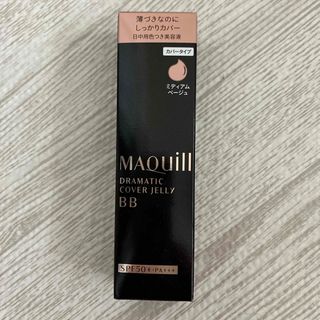 薄づきなのに
しっかりカバー
日中用色つき美容液
カバータイプ
ミディアム
ベージュ
MAQuill
DRAMATIC
COVER JELLY
BB
SPF50+・PA+++